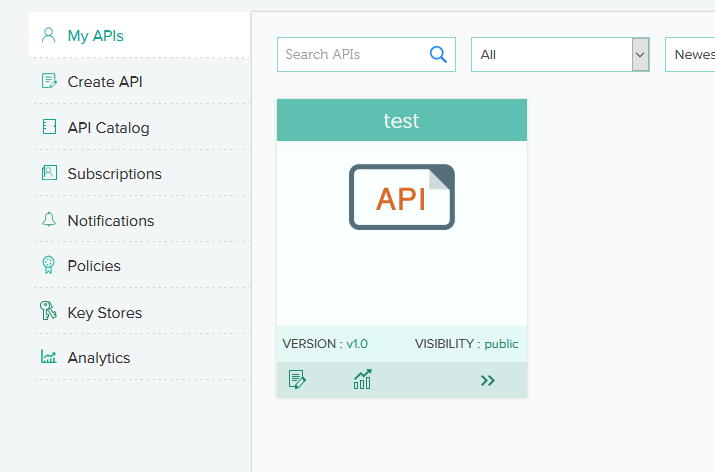 My APIs
Create API
API Catalog
Subscriptions
Notifications
Policies
Key Stores
Analytics
Search APIs
All
Newes
test
API
VERSION : v1.0
VISIBILITY : public